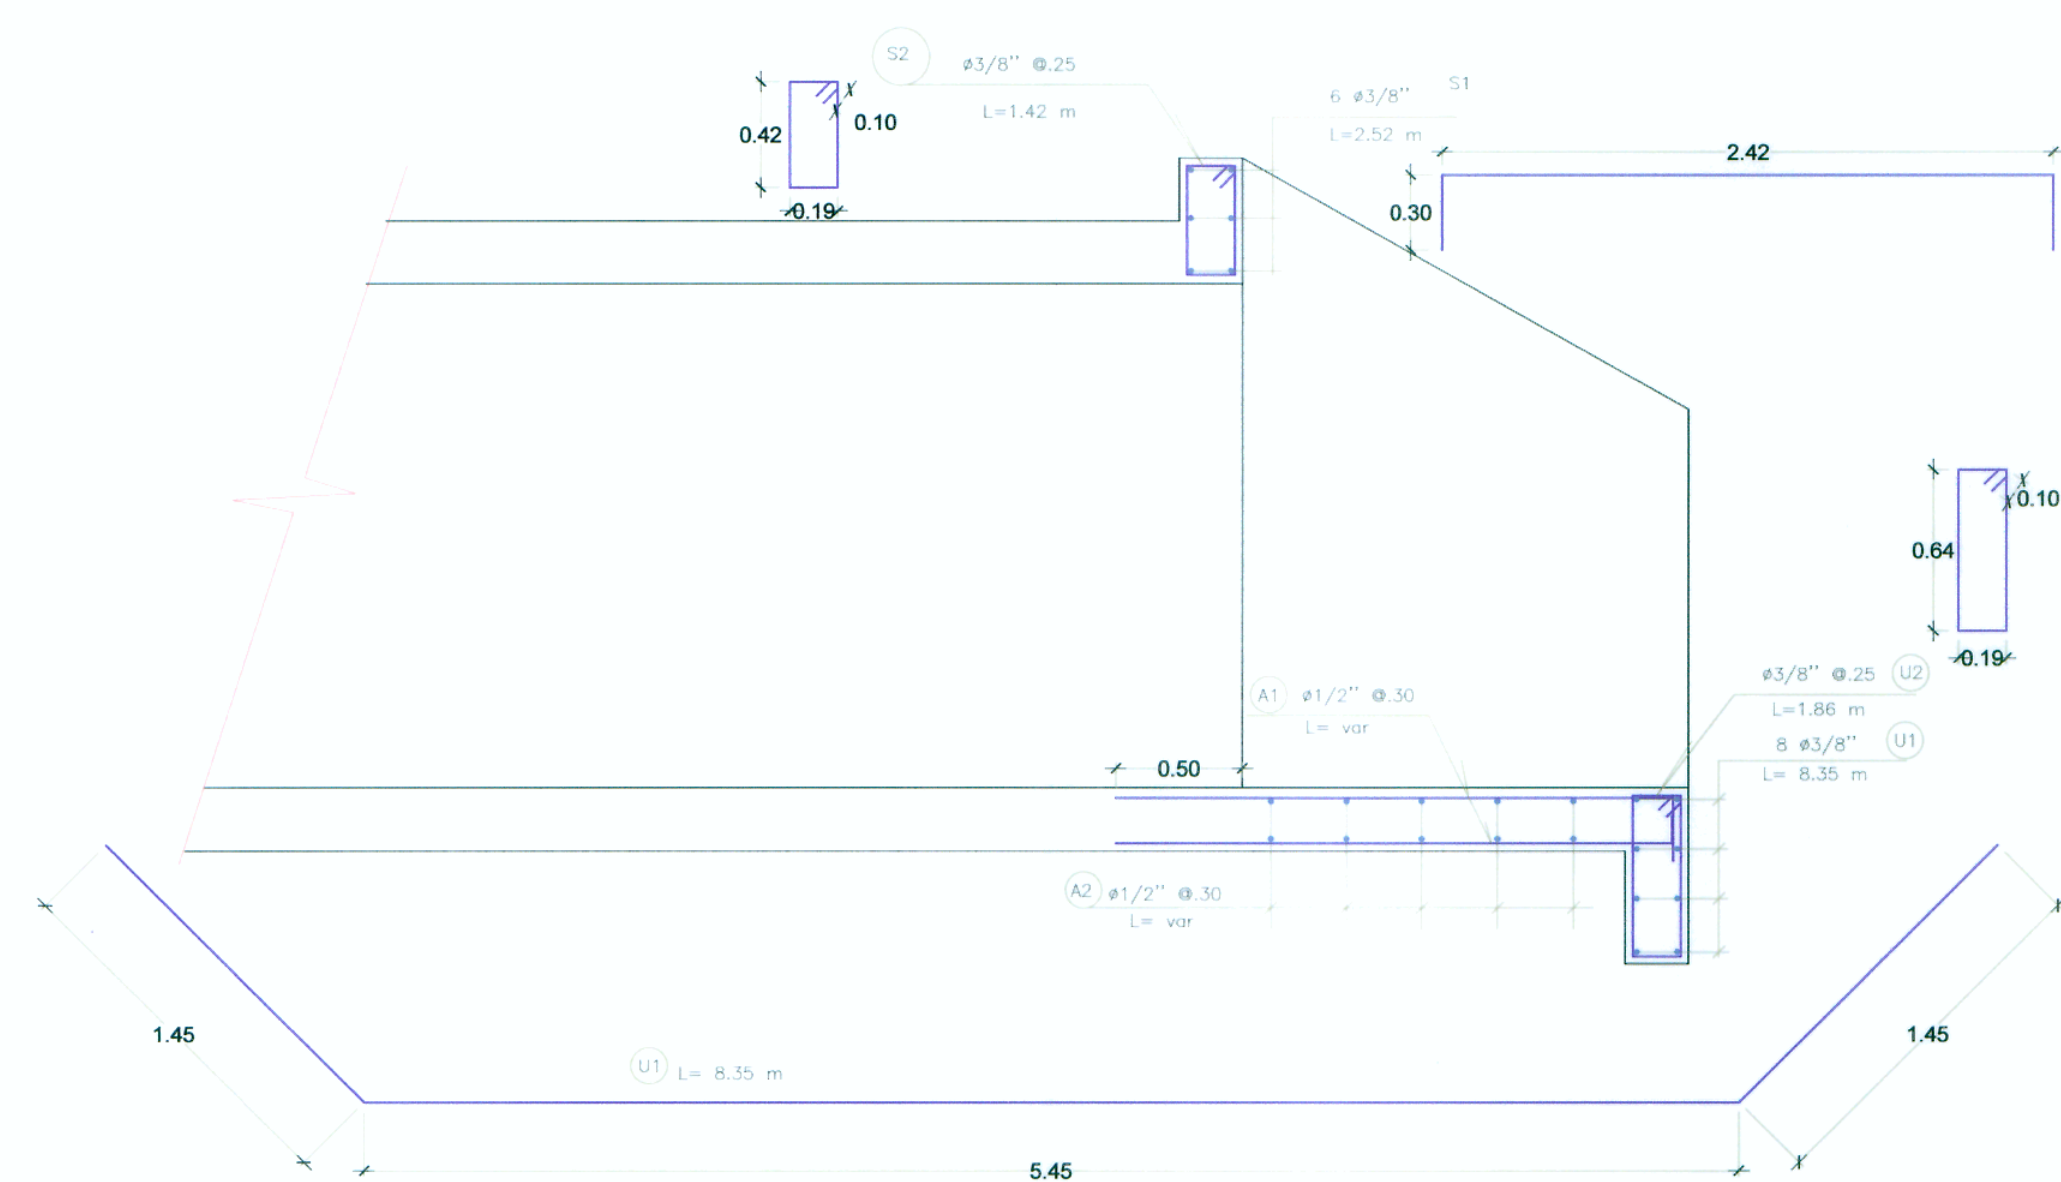 S2
ø3/8'' @.25
L=1.42 m
0.42
0.10
0.19
6 ø3/8''
S1
L=2.52 m
2.42
0.30
0.10
0.64
0.19
ø3/8'' @.25
U2
L=1.86 m
8 ø3/8''
U1
L= 8.35 m
A1
ø1/2'' @.30
L= var
0.50
A2
ø1/2'' @.30
L= var
1.45
1.45
U1
L= 8.35 m
5.45